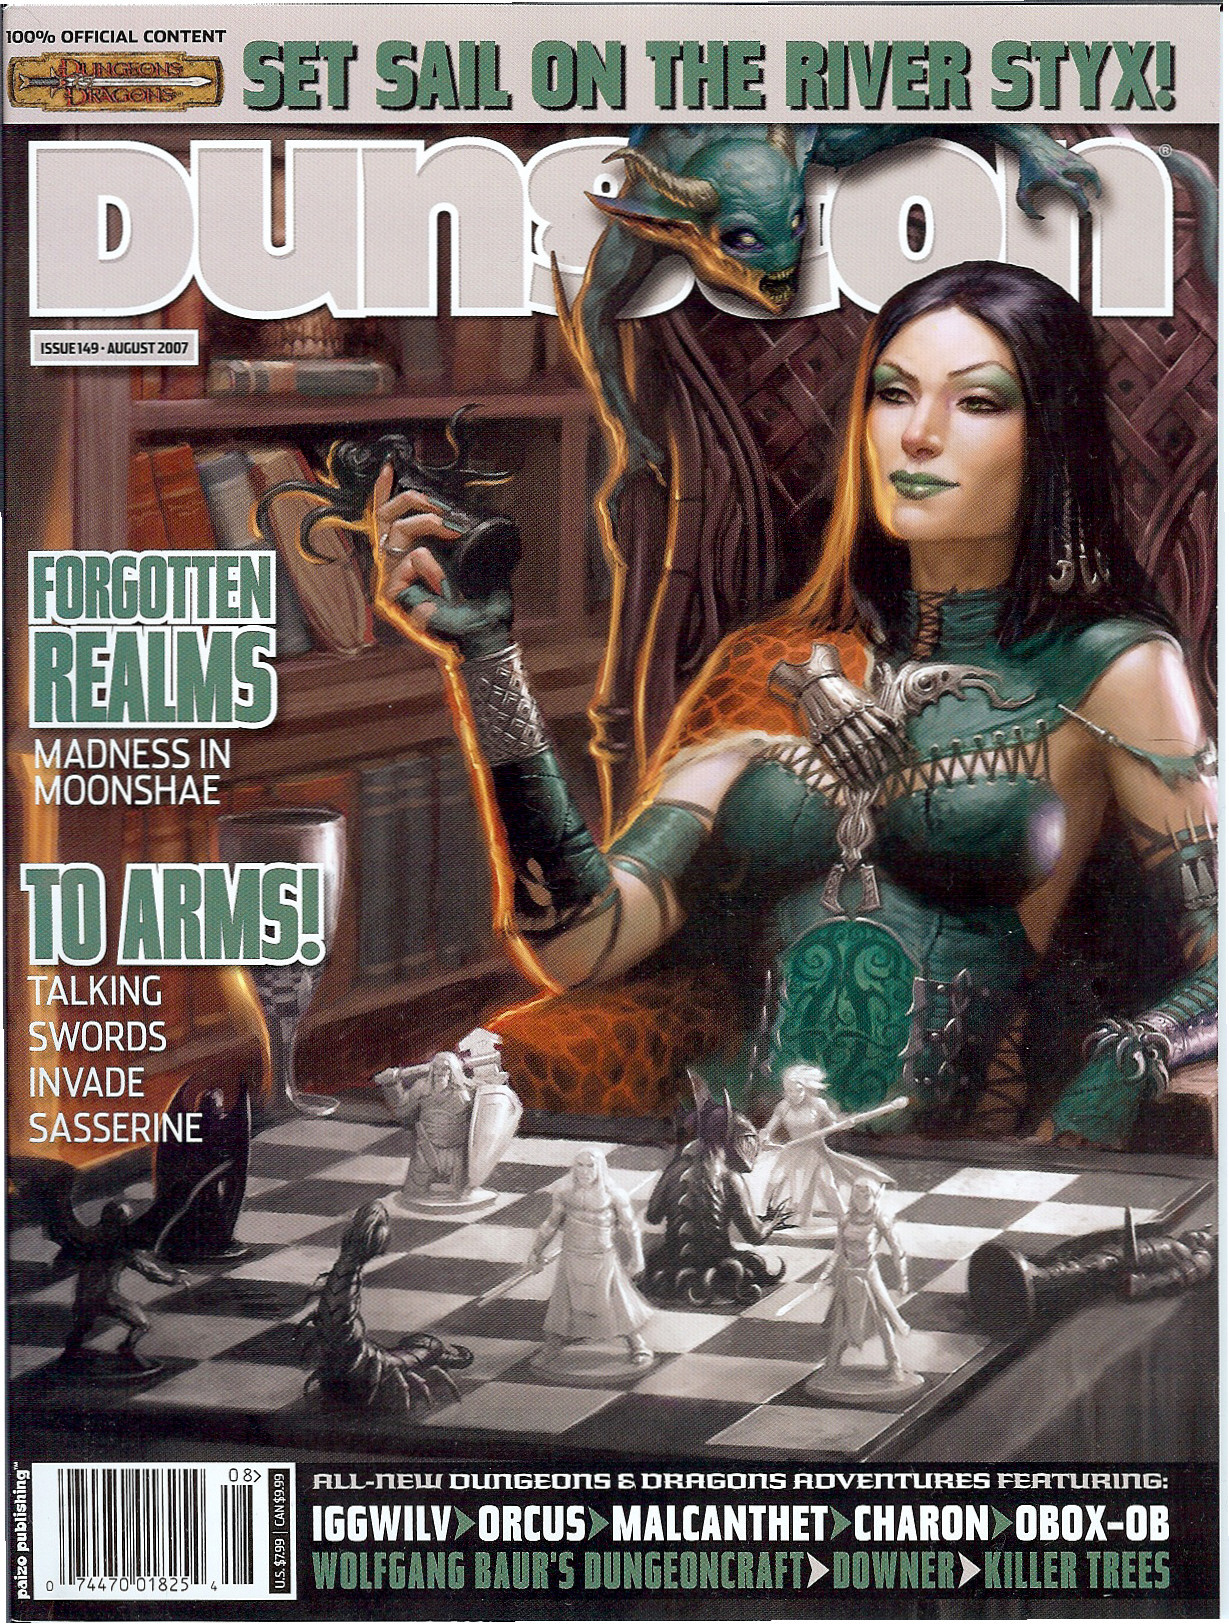 100% OFFICIAL CONTENT
DUNGEONS
DRAGONS
SET SAIL ON THE RIVER STYX!
DUNGEON®
ISSUE 149 • AUGUST 2007
FORGOTTEN
REALMS
MADNESS IN
MOONSHAE
TO ARMS!
TALKING
SWORDS
INVADE
SASSERINE
paizo publishing™
08>
0 74470 01825 4
U.S. $7.99 | CAN $9.99
ALL-NEW DUNGEONS & DRAGONS ADVENTURES FEATURING:
IGGWILV>ORCUS>MALCANTHET>CHARON>OBOX-OB
WOLFGANG BAUR'S DUNGEONCRAFT>DOWNER>KILLER TREES